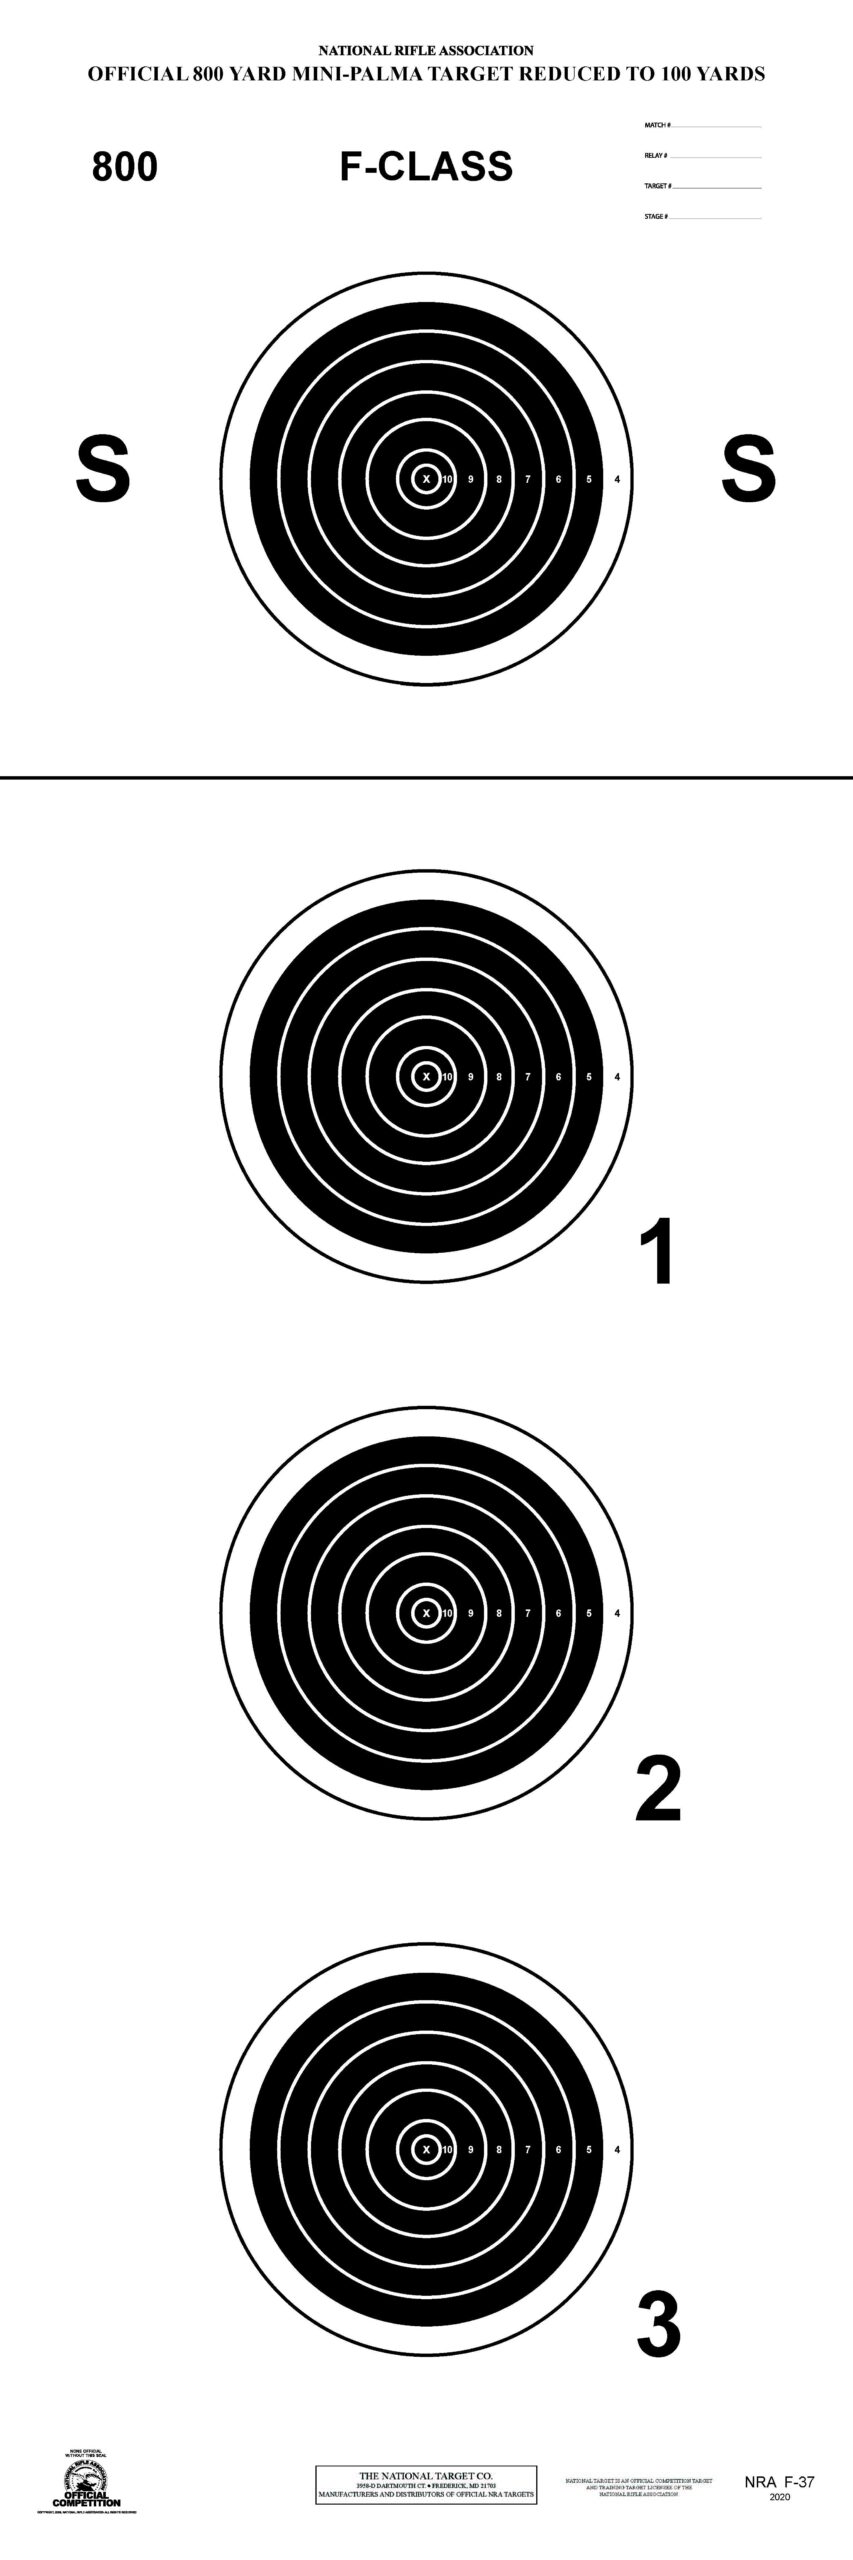 NATIONAL RIFLE ASSOCIATION
OFFICIAL 800 YARD MINI-PALMA TARGET REDUCED TO 100 YARDS
MATCH #
800 F-CLASS
RELAY #
TARGET #
STAGE #
S X 10 9 8 7 6 5 4 S
X 10 9 8 7 6 5 4
1
X 10 9 8 7 6 5 4
2
X 10 9 8 7 6 5 4
3
NONE OFFICIAL
WITHOUT THIS SEAL
NATIONAL RIFLE ASSOCIATION
OFFICIAL
COMPETITION
THE NATIONAL TARGET CO.
3958-D DARTMOUTH CT. • FREDERICK, MD 21703
MANUFACTURERS AND DISTRIBUTORS OF OFFICIAL NRA TARGETS
NATIONAL TARGET IS AN OFFICIAL COMPETITION TARGET
AND TRAINING TARGET LICENSEE OF THE
NATIONAL RIFLE ASSOCIATION
NRA F-37
2020